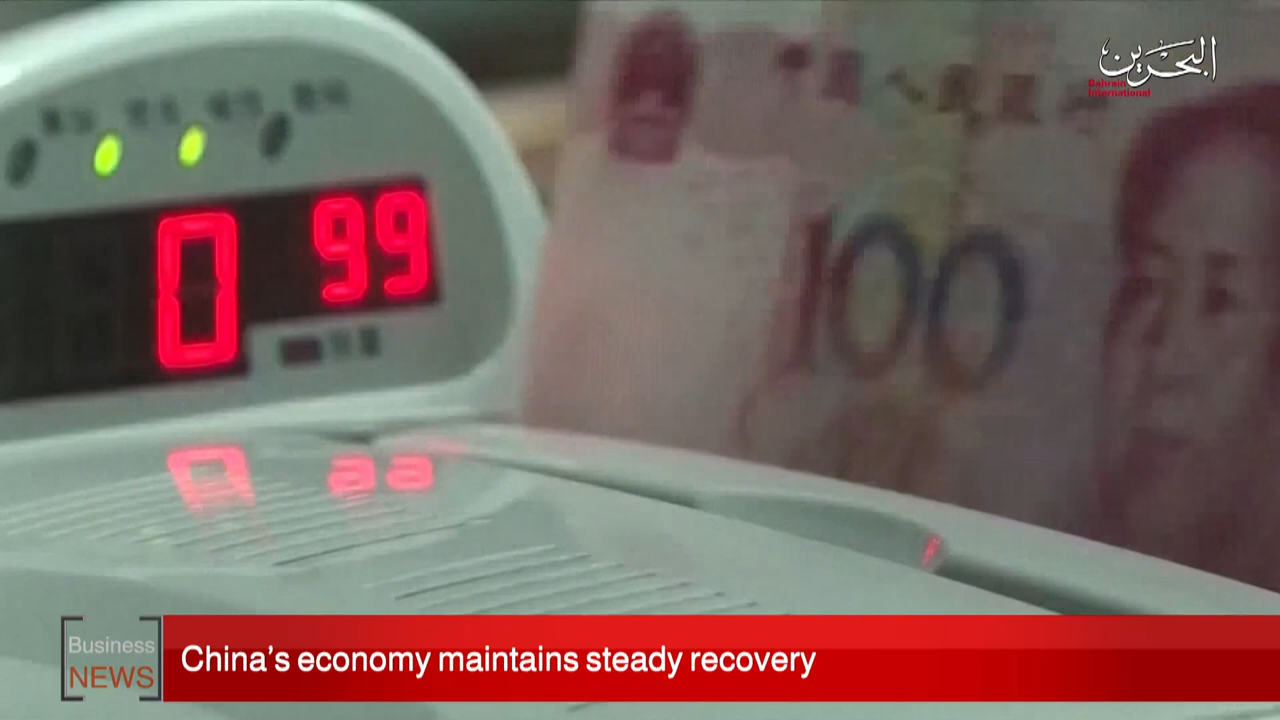 البحرين
Bahrain
International
0 99
100
Business
NEWS
China's economy maintains steady recovery